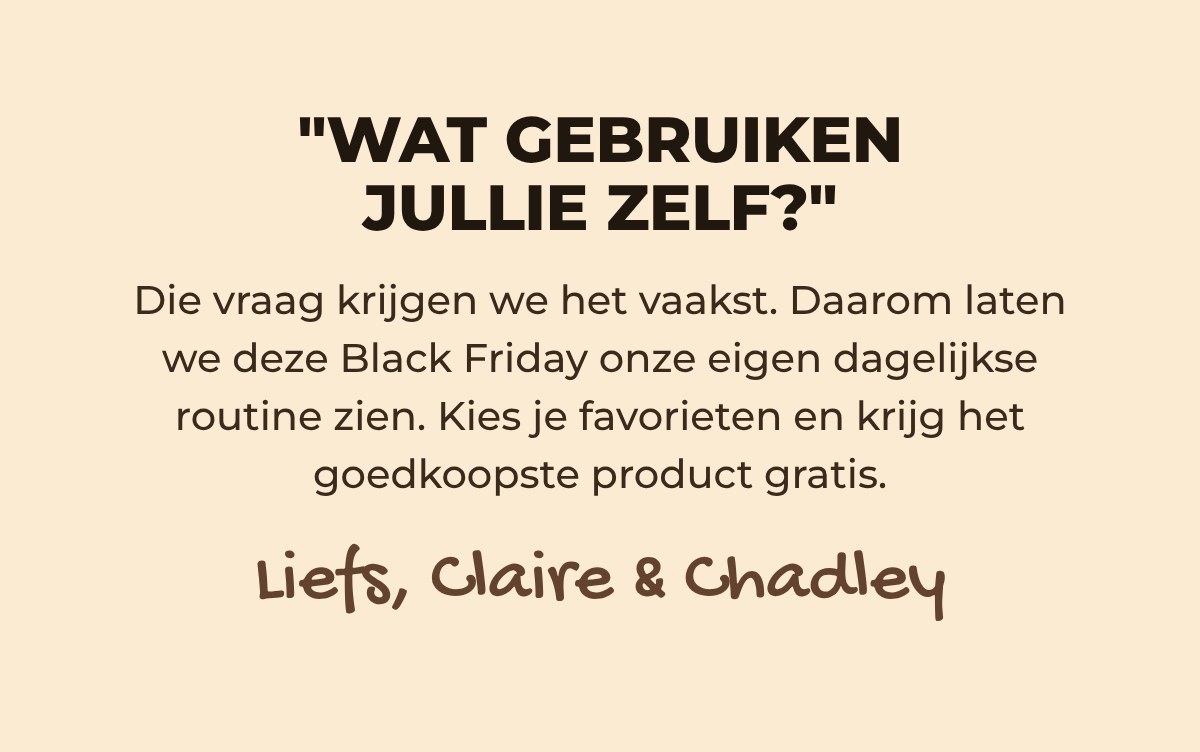 "WAT GEBRUIKEN
JULLIE ZELF?"
Die vraag krijgen we het vaakst. Daarom laten
we deze Black Friday onze eigen dagelijkse
routine zien. Kies je favorieten en krijg het
goedkoopste product gratis.
Liefs, Claire & Chadley